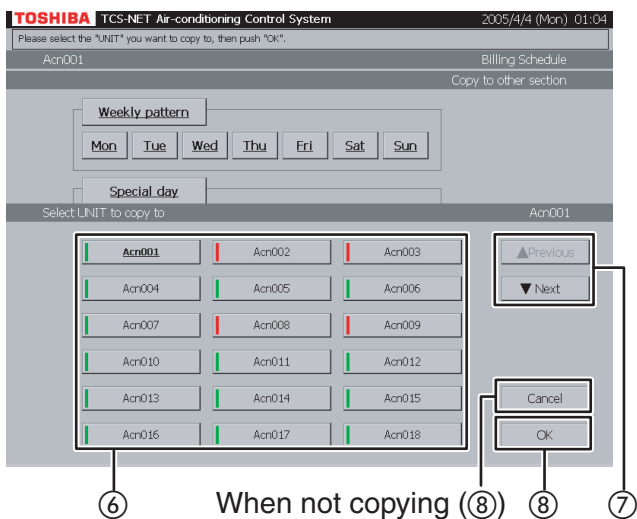 TOSHIBA TCS-NET Air-conditioning Control System 2005/4/4 (Mon) 01:04
Please select the "UNIT" you want to copy to, then push "OK".
Acn001 Billing Schedule
Copy to other section
Weekly pattern
Mon Tue Wed Thu Fri Sat Sun
Special day
Select UNIT to copy to Acn001
Acn001 Acn002 Acn003 ▲Previous
Acn004 Acn005 Acn006 ▼ Next
Acn007 Acn008 Acn009
Acn010 Acn011 Acn012
Acn013 Acn014 Acn015 Cancel
Acn016 Acn017 Acn018 OK
⑥ When not copying (⑧) ⑧ ⑦